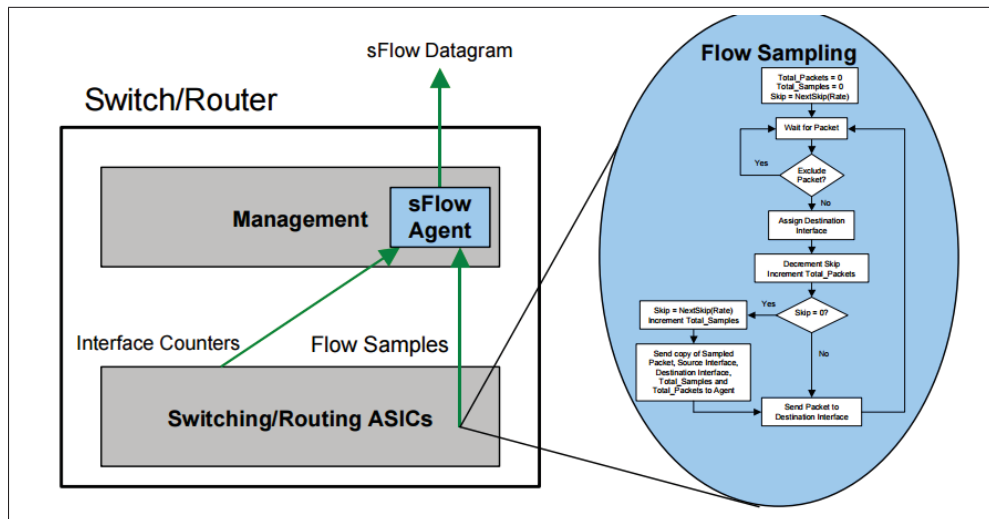 sFlow Datagram
Switch/Router
Management
sFlow
Agent
Interface Counters
Flow Samples
Switching/Routing ASICs
Flow Sampling
Total_Packets = 0
Total_Samples = 0
Skip = NextSkip(Rate)
Wait for Packet
Yes
Exclude
Packet?
No
Assign Destination
Interface
Decrement Skip
Increment Total_Packets
Skip = 0?
Yes
Skip = NextSkip(Rate)
Increment Total_Samples
Send copy of Sampled
Packet, Source Interface,
Destination Interface,
Total_Samples and
Total_Packets to Agent
No
Send Packet to
Destination Interface